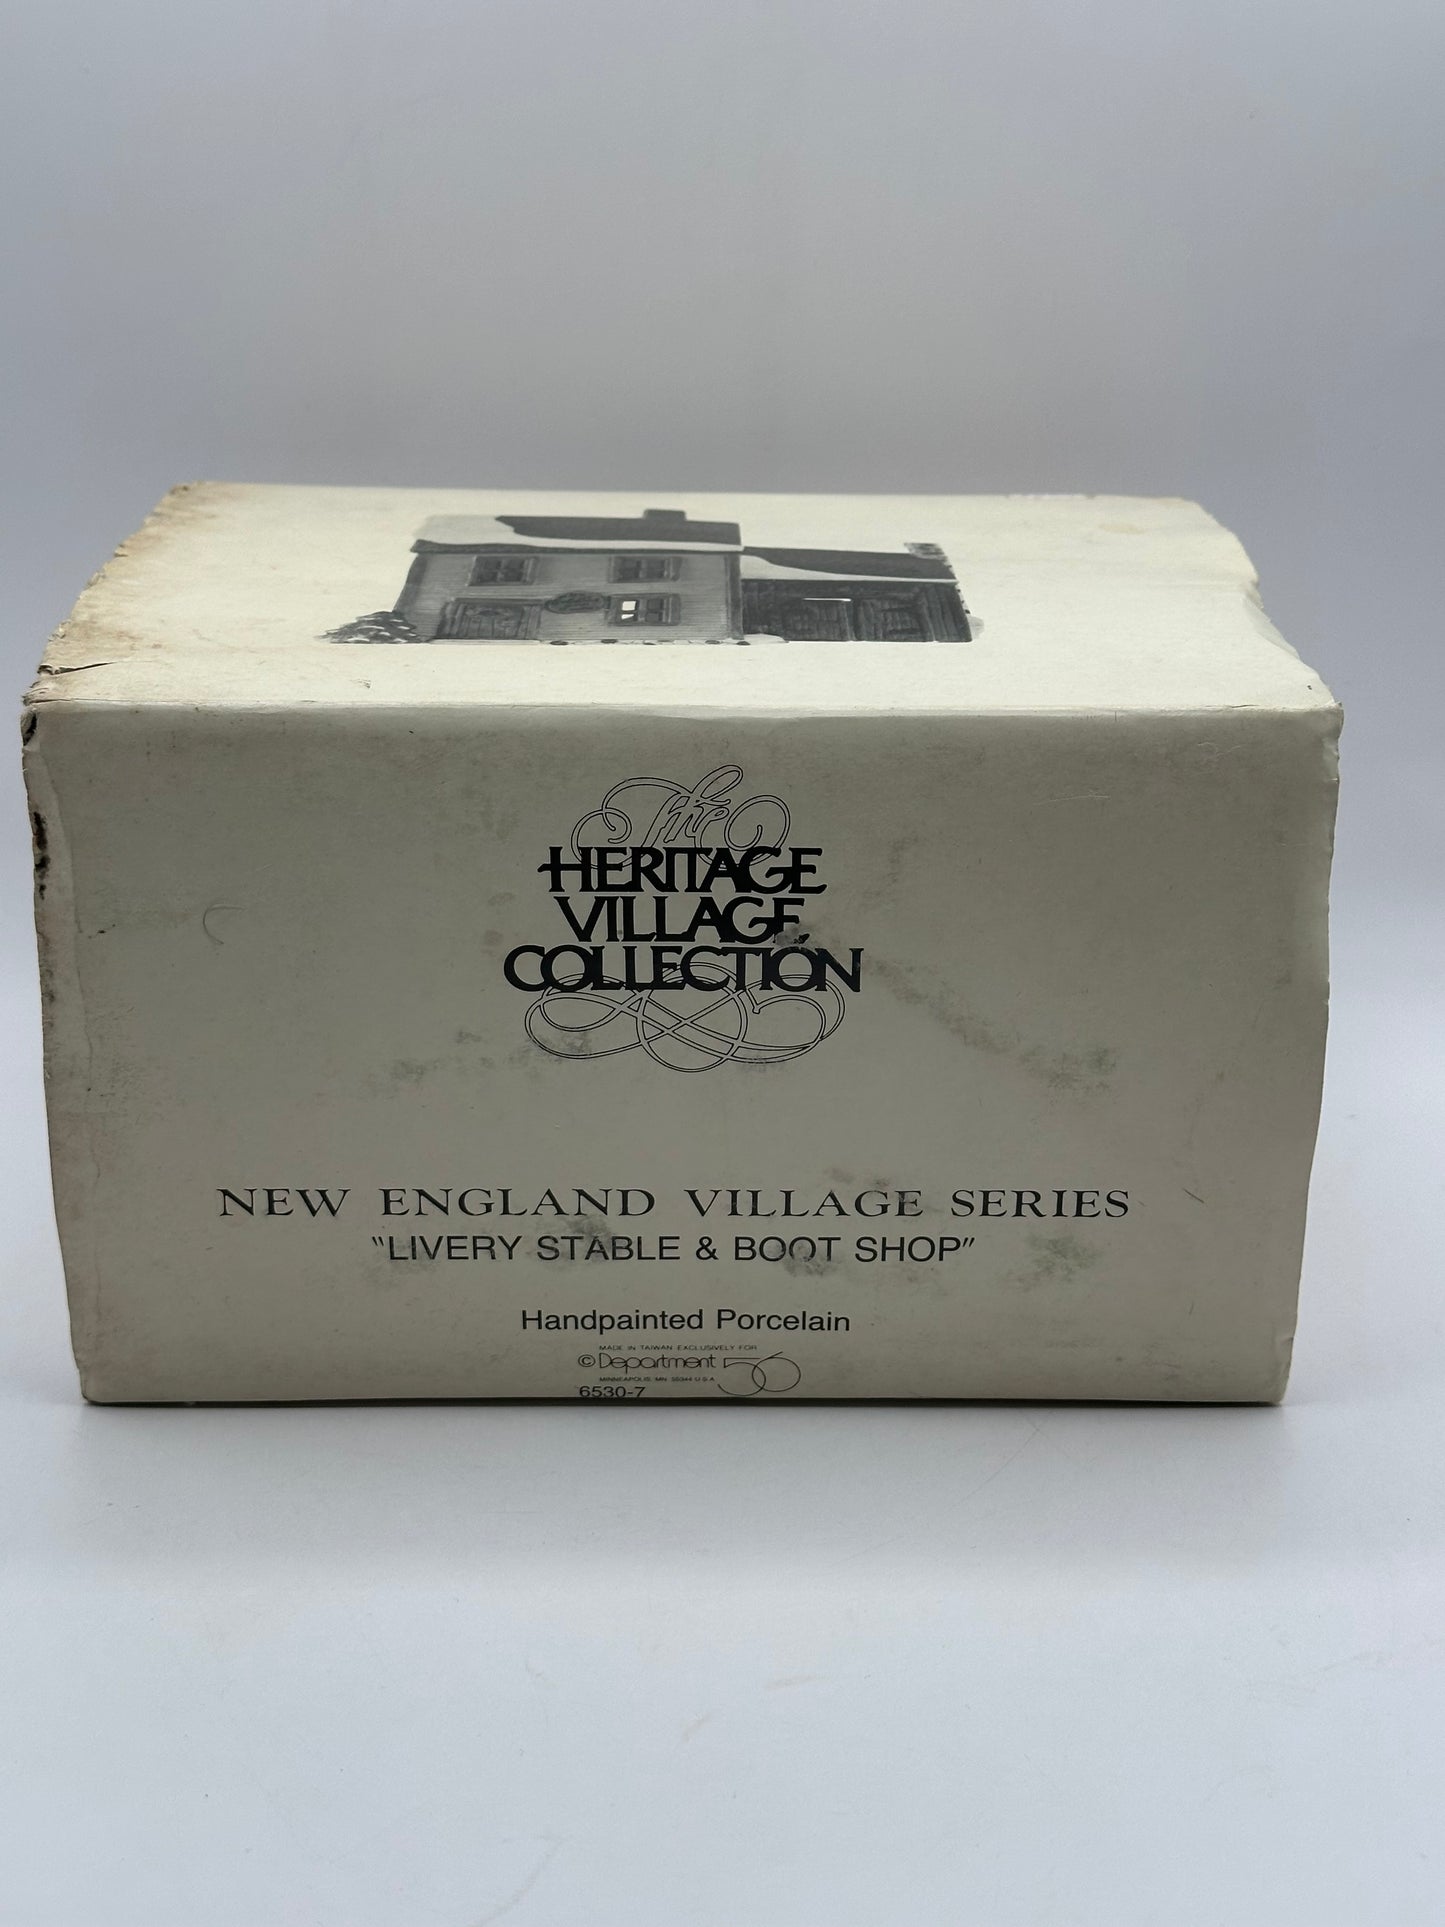 The
HERITAGE
VILLAGE
COLLECTION
NEW ENGLAND VILLAGE SERIES
"LIVERY STABLE & BOOT SHOP"
Handpainted Porcelain
MADE IN TAIWAN EXCLUSIVELY FOR
© Department 56
MINNEAPOLIS, MN 55344 U S A
6530-7